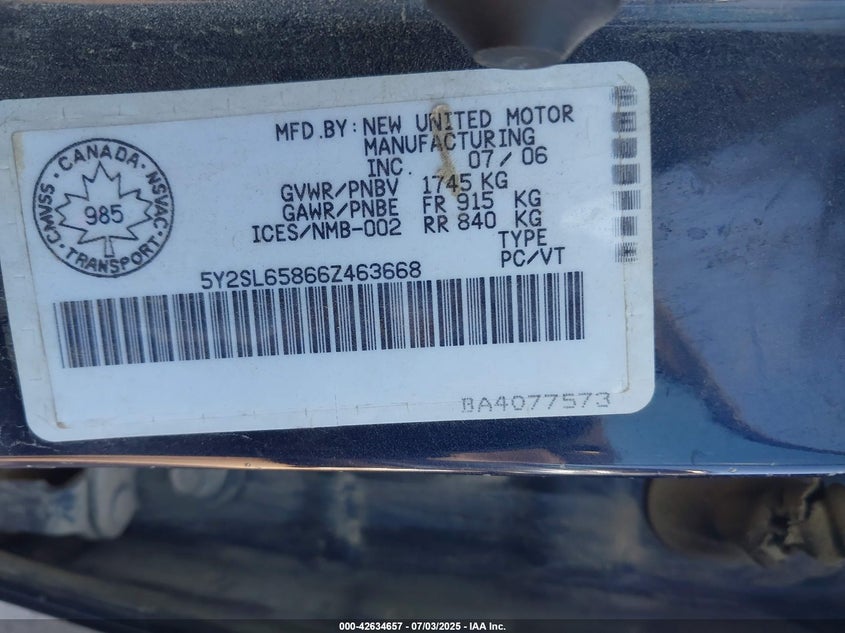 MFD.BY: NEW UNITED MOTOR
MANUFACTURING
INC. 07/06
GVWR/PNBV 1745 KG
GAWR/PNBE FR 915 KG
ICES/NMB-002 RR 840 KG
TYPE
PC/VT
CANADA
CMVSS NSVAC
985
TRANSPORT
5Y2SL65866Z463668
BA4077573
000-42634657 - 07/03/2025 - IAA Inc.